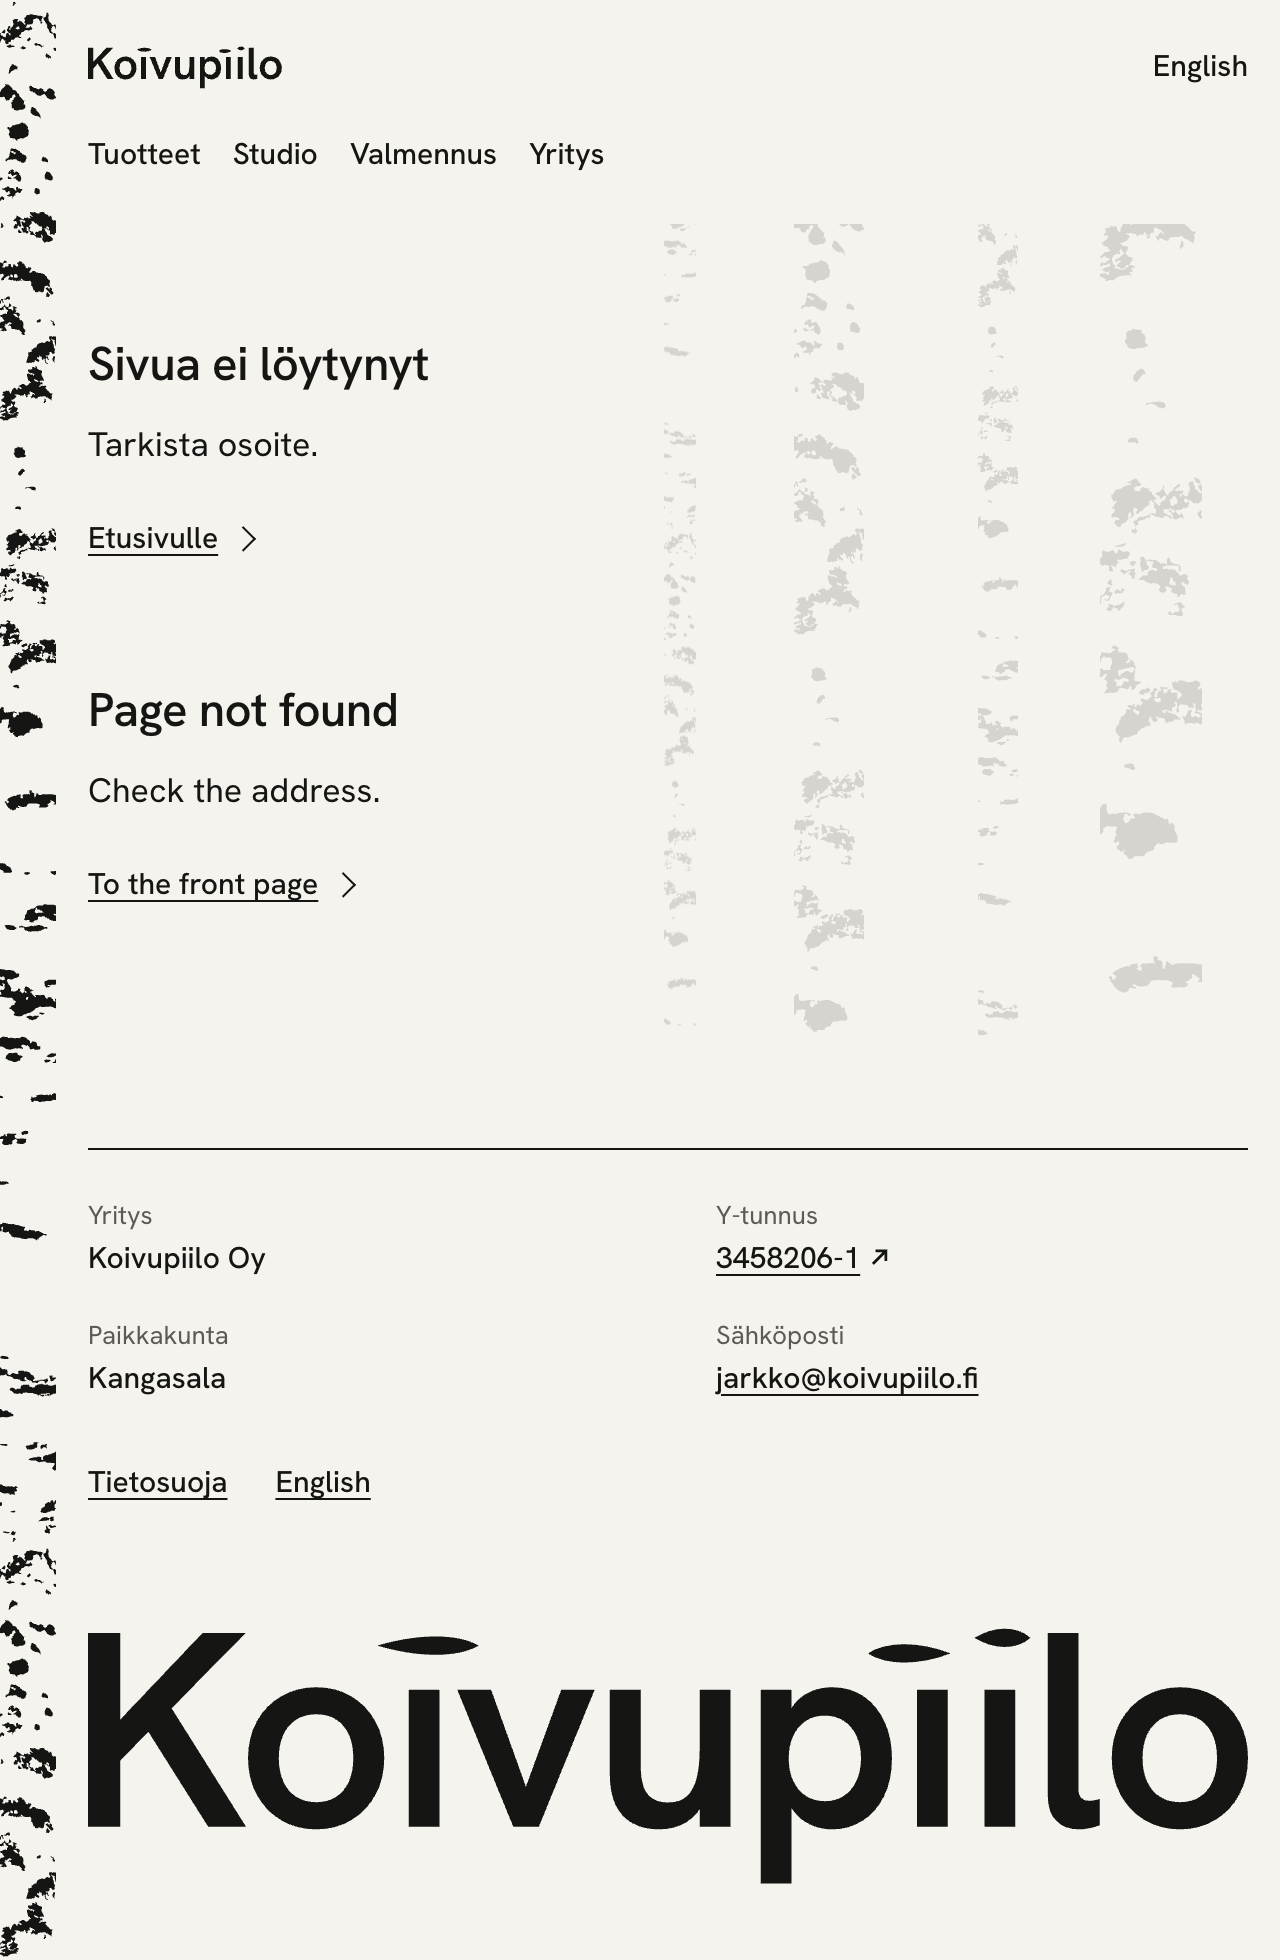 Koivupiilo
English
Tuotteet Studio Valmennus Yritys
Sivua ei löytynyt
Tarkista osoite.
Etusivulle
Page not found
Check the address.
To the front page
Yritys
Koivupiilo Oy
Y-tunnus
3458206-1
Paikkakunta
Kangasala
Sähköposti
jarkko@koivupiilo.fi
Tietosuoja English
Koivupiilo